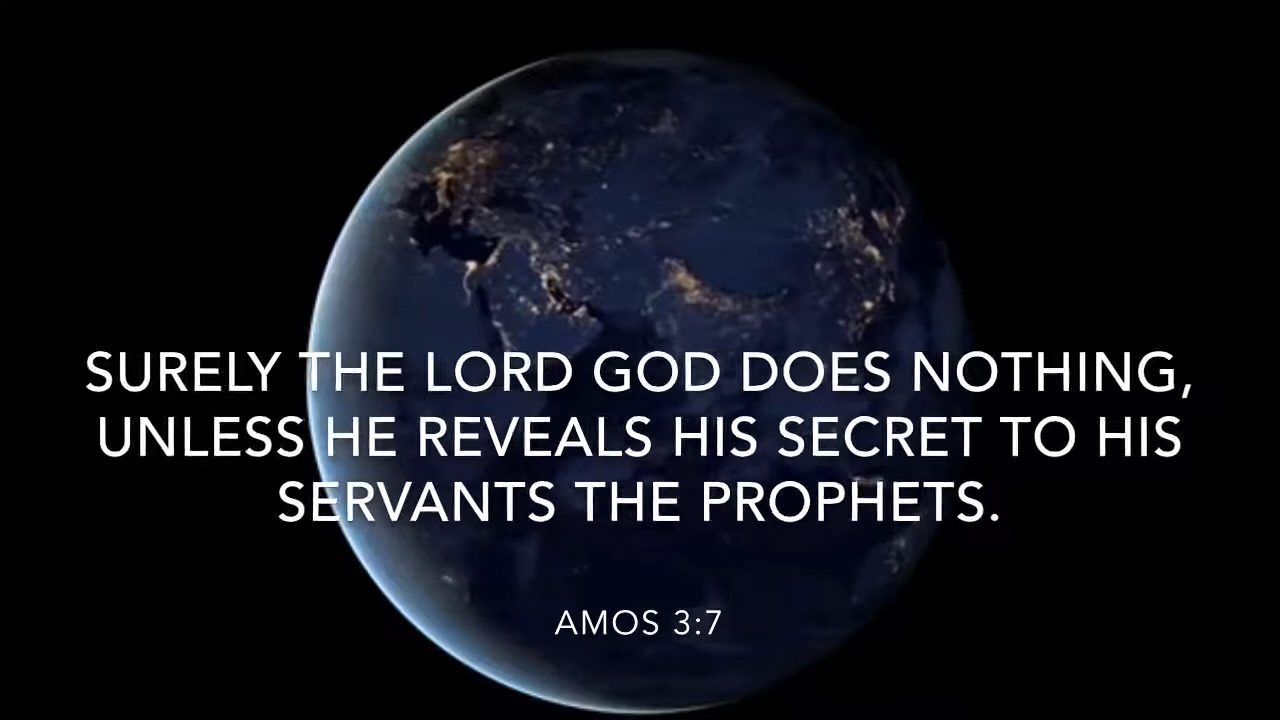 SURELY THE LORD GOD DOES NOTHING,
UNLESS HE REVEALS HIS SECRET TO HIS
SERVANTS THE PROPHETS.
AMOS 3:7